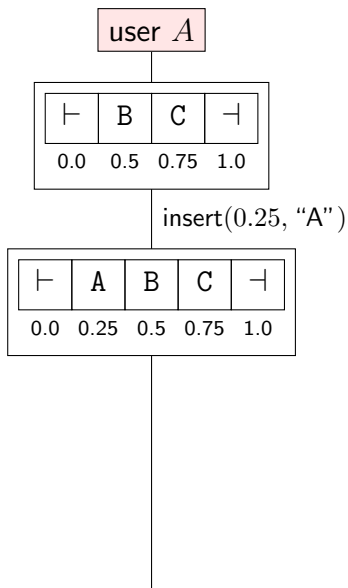 user A
⊢ B C ⊣
0.0 0.5 0.75 1.0
insert(0.25, “A”)
⊢ A B C ⊣
0.0 0.25 0.5 0.75 1.0